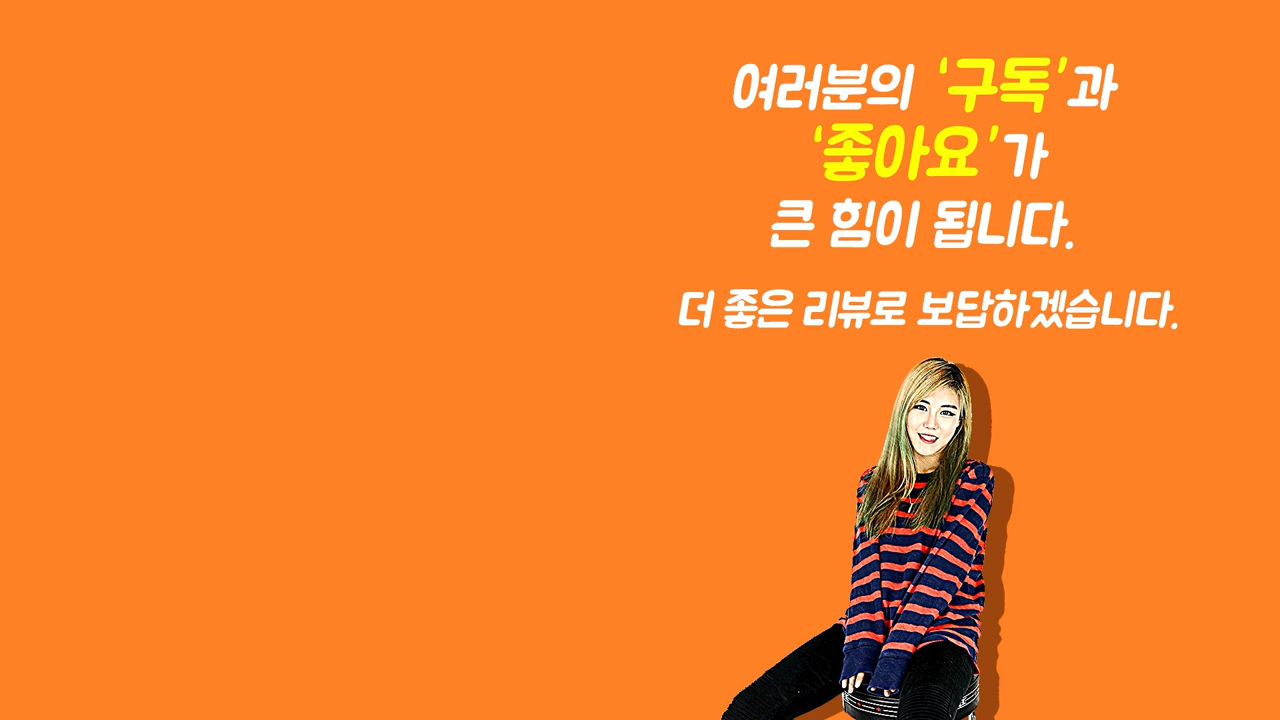 여러분의 '구독'과
'좋아요'가
큰 힘이 됩니다.
더 좋은 리뷰로 보답하겠습니다.